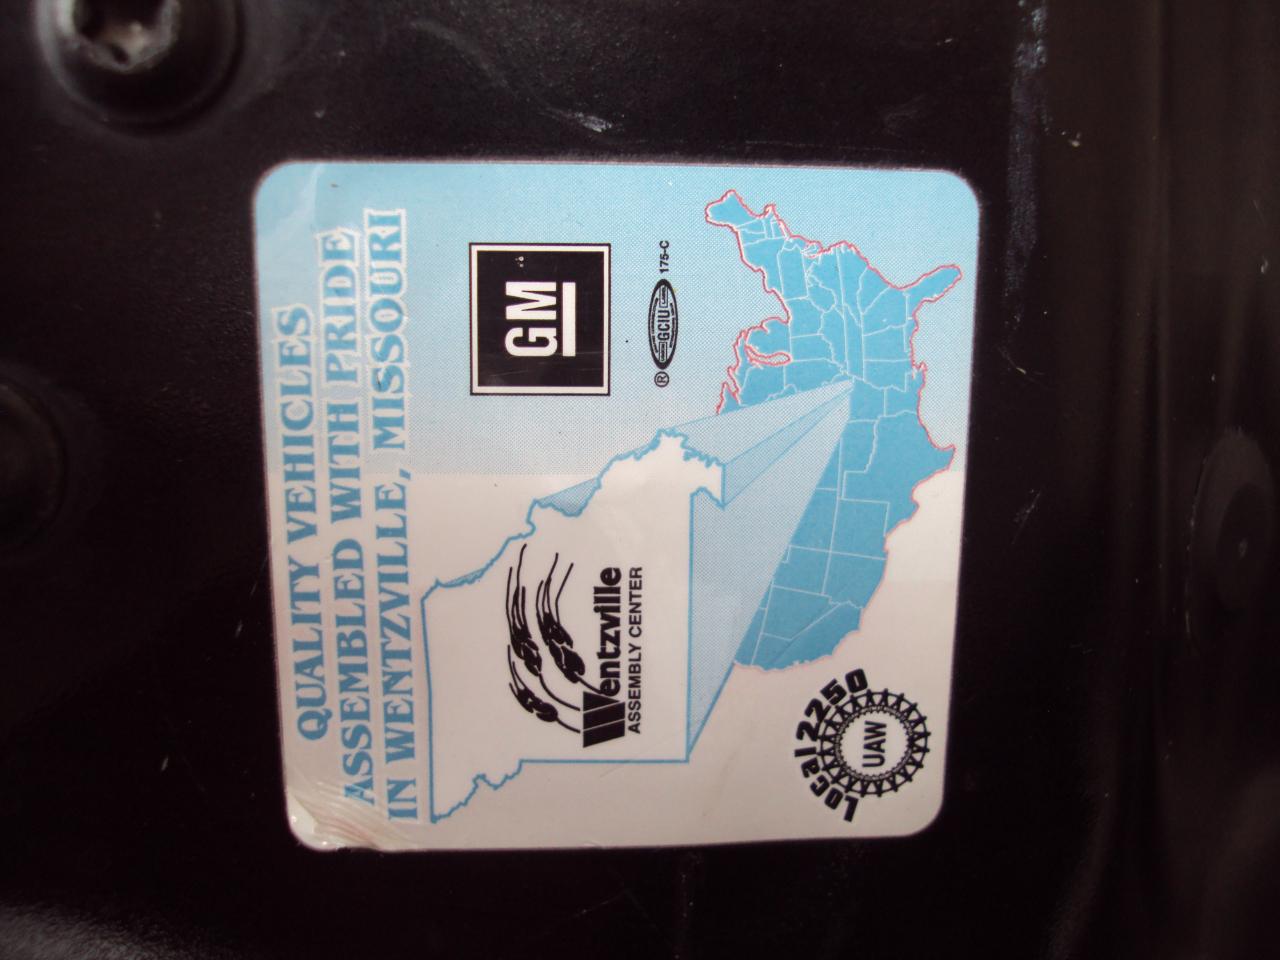 QUALITY VEHICLES
ASSEMBLED WITH PRIDE
IN WENTZVILLE, MISSOURI
GM
® GCIU 175-C
Wentzville
ASSEMBLY CENTER
Local 2250
UAW